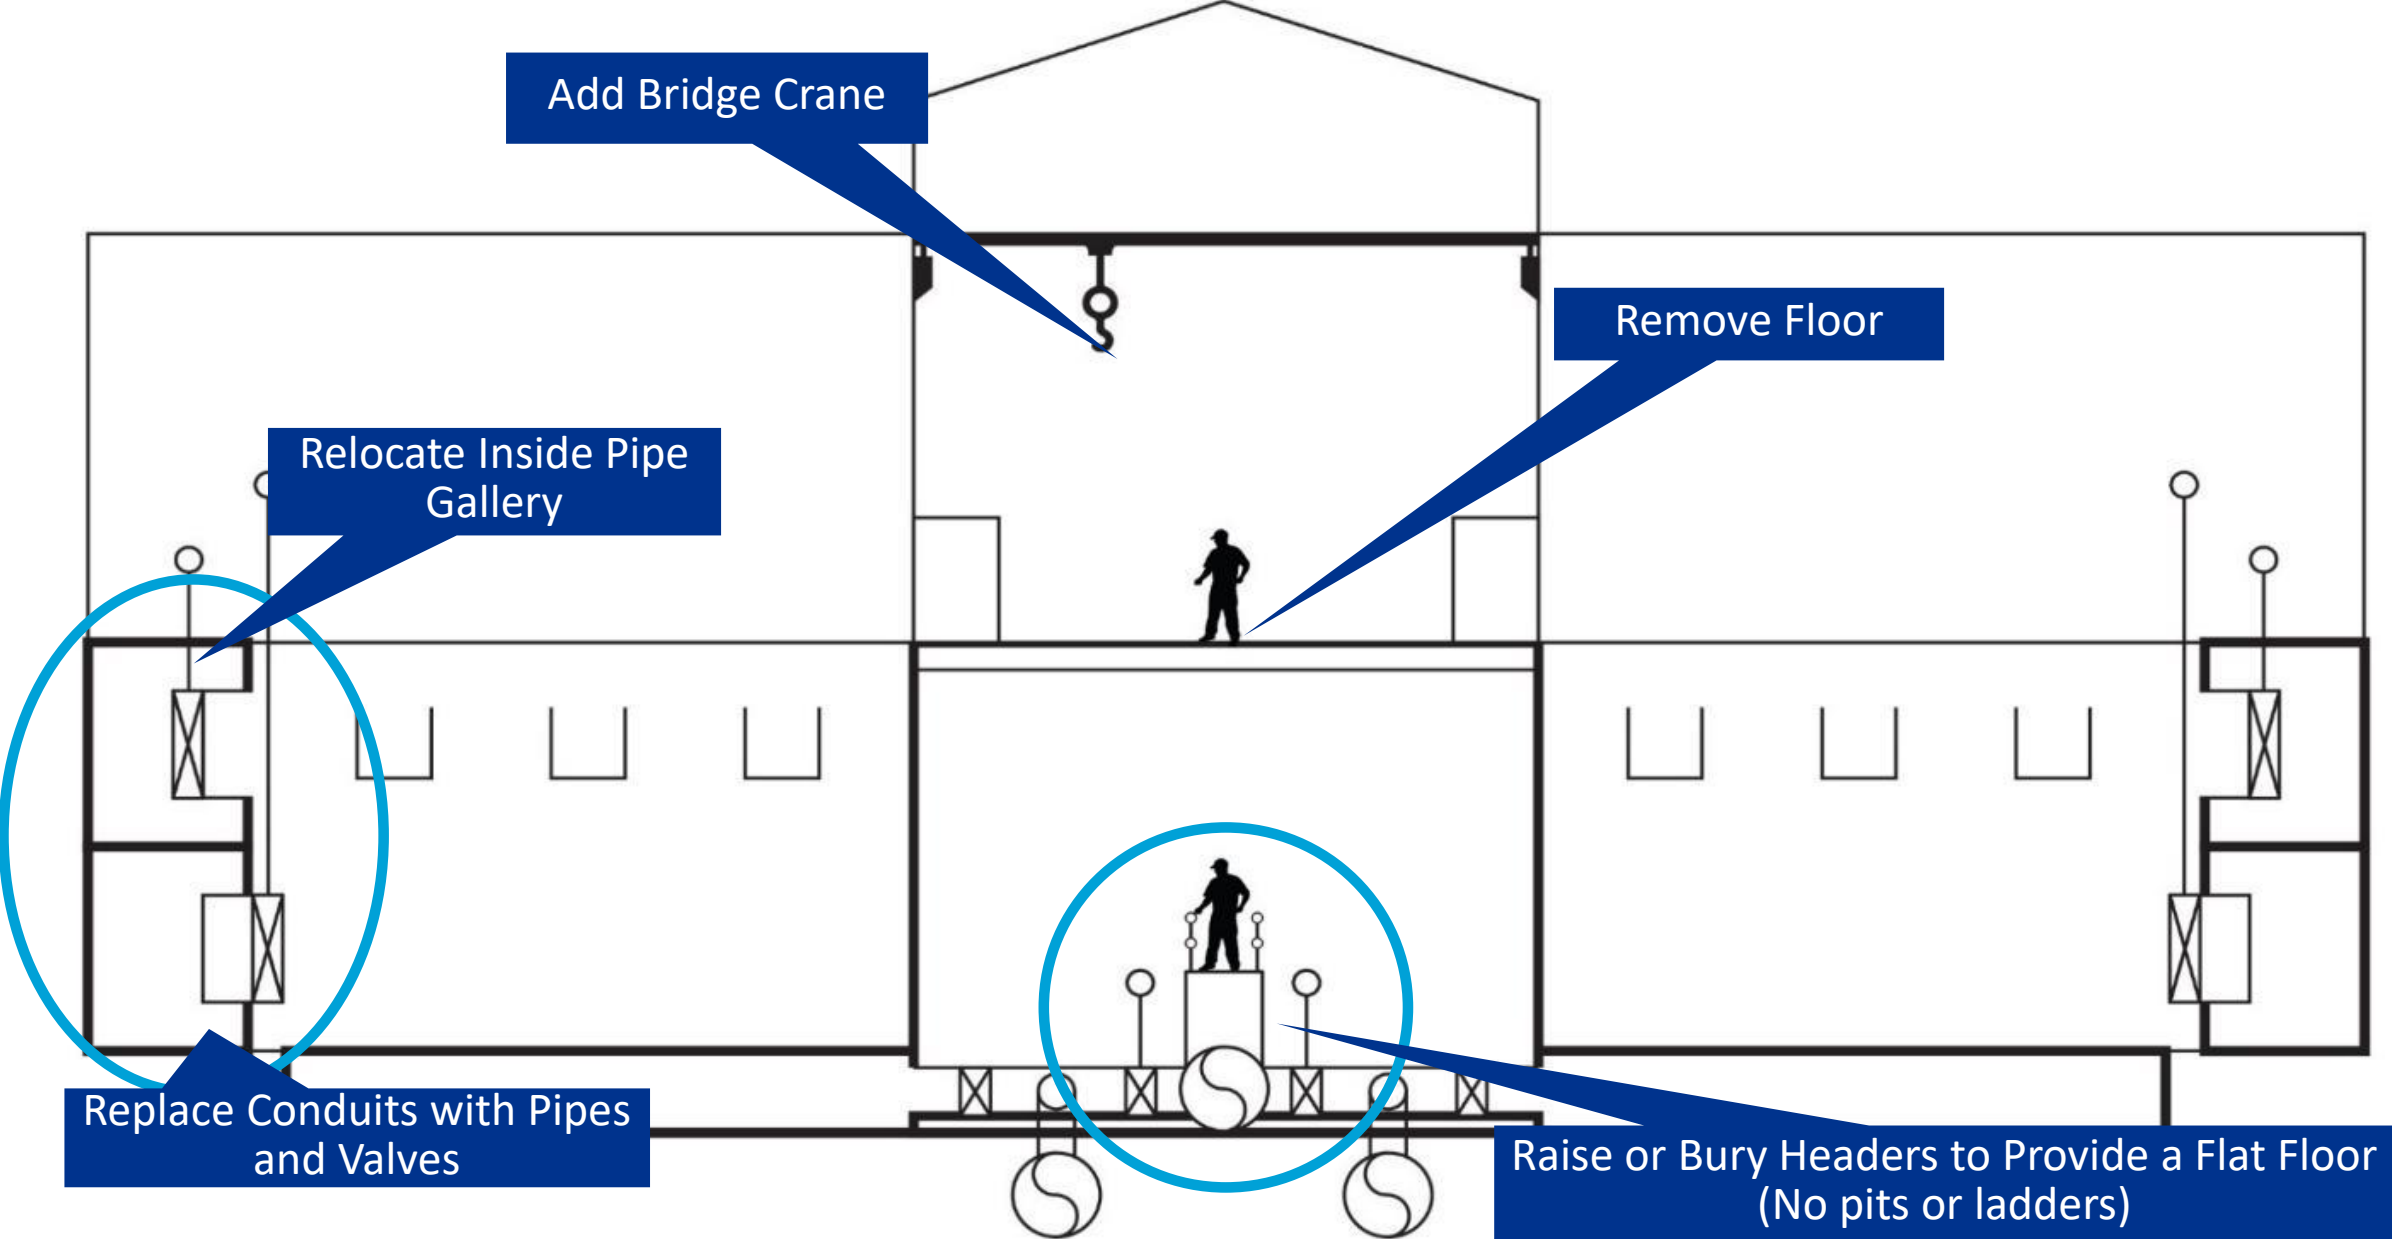 Add Bridge Crane
Remove Floor
Relocate Inside Pipe
Gallery
Replace Conduits with Pipes
and Valves
Raise or Bury Headers to Provide a Flat Floor
(No pits or ladders)